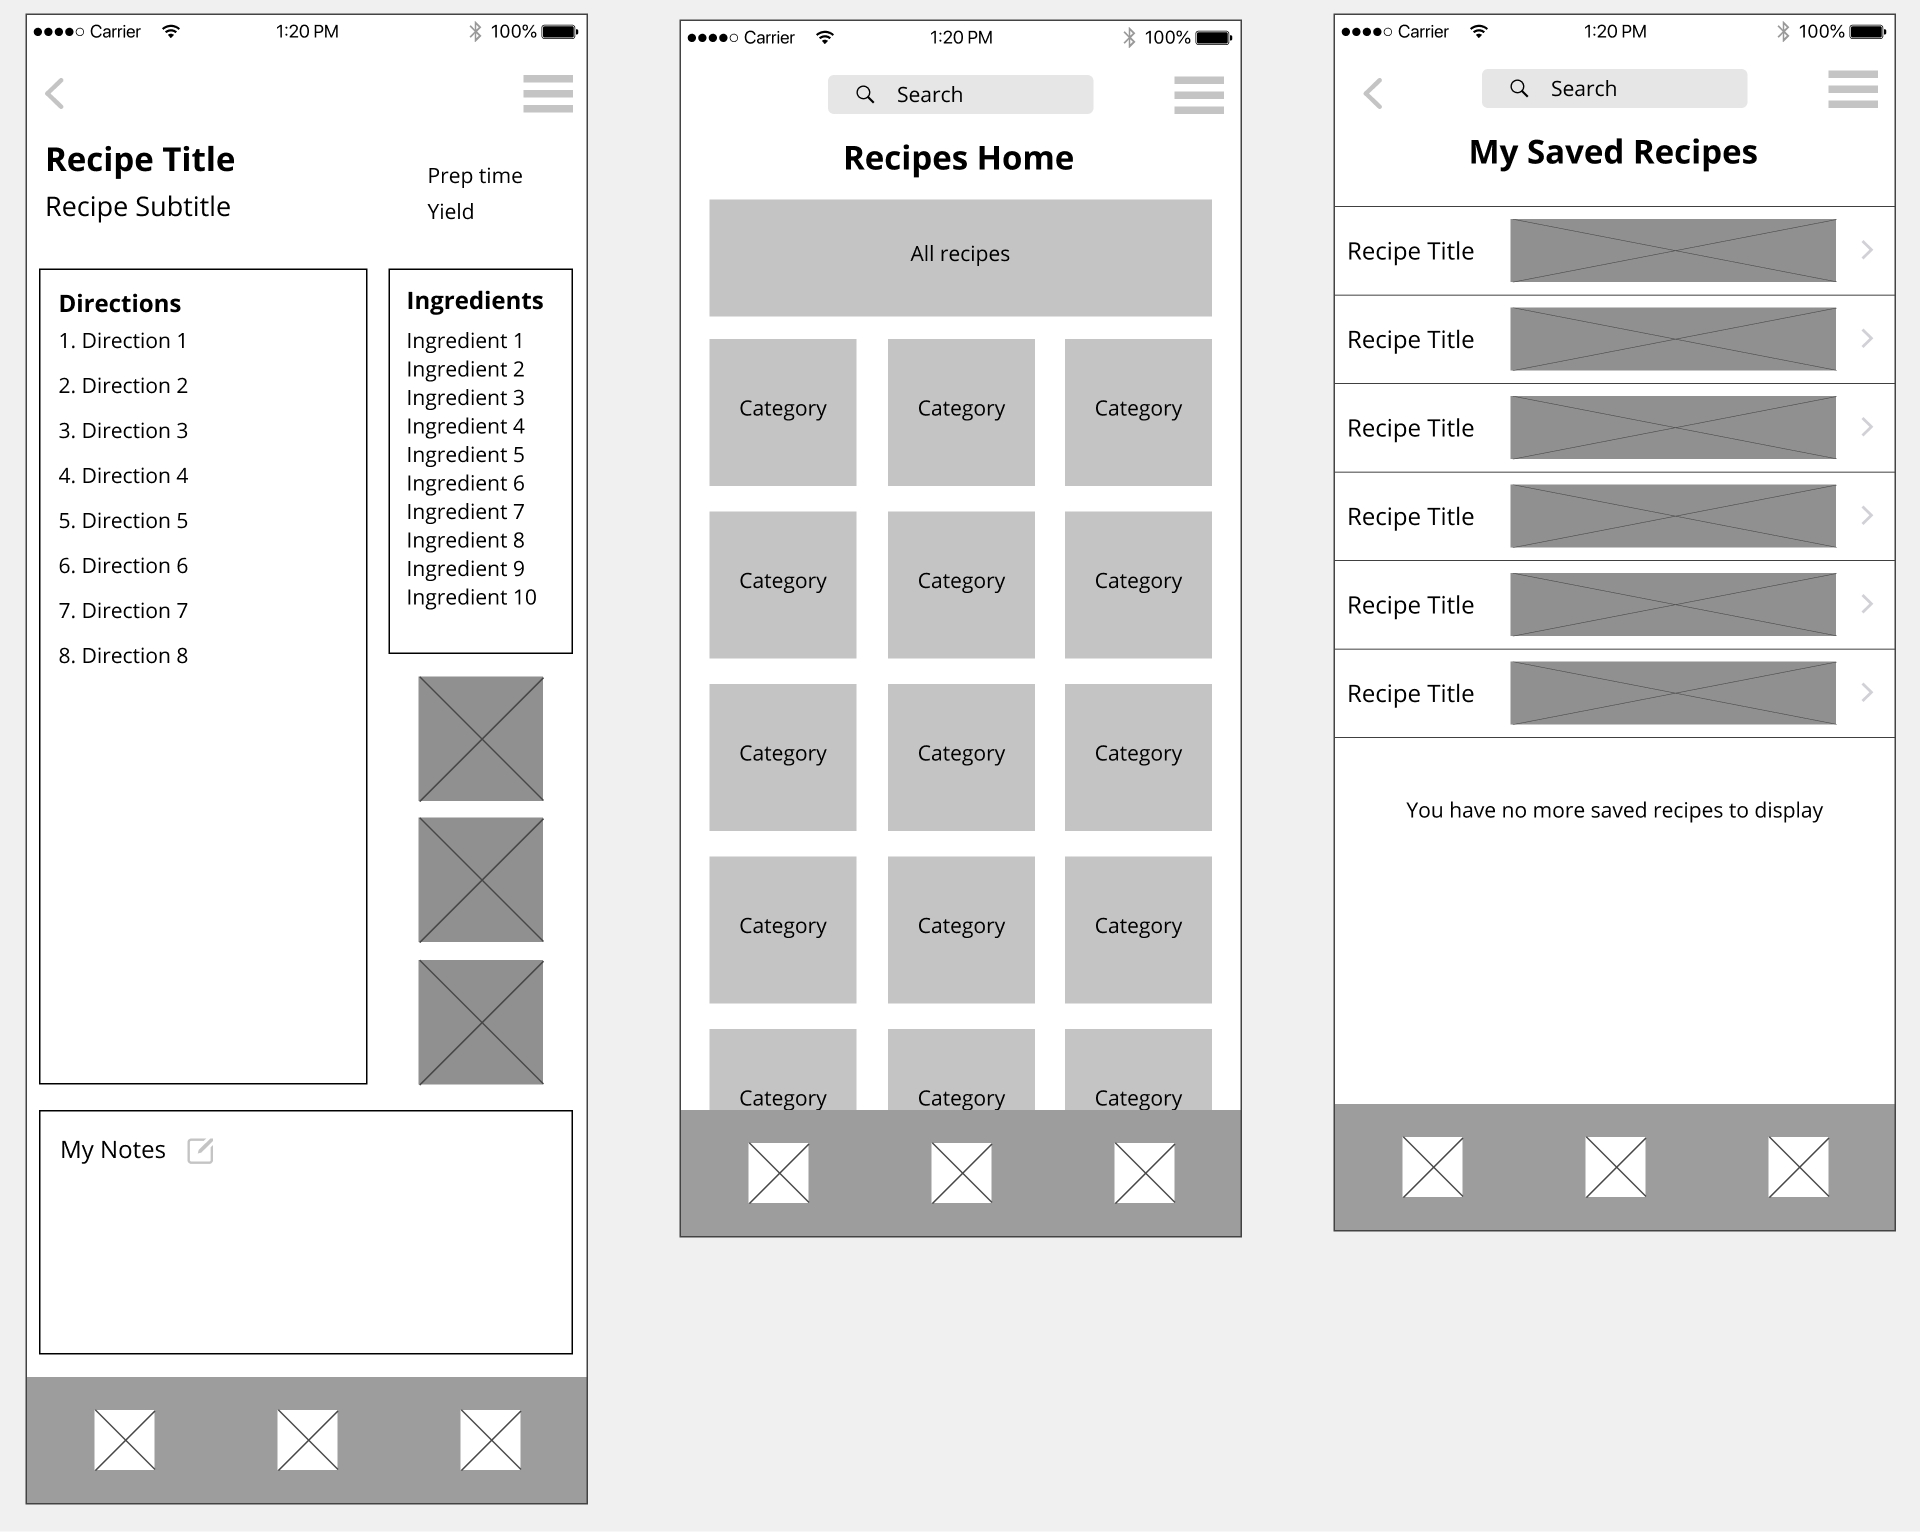 Carrier 1:20 PM 100%
Recipe Title
Recipe Subtitle
Prep time
Yield
Directions
1. Direction 1
2. Direction 2
3. Direction 3
4. Direction 4
5. Direction 5
6. Direction 6
7. Direction 7
8. Direction 8
Ingredients
Ingredient 1
Ingredient 2
Ingredient 3
Ingredient 4
Ingredient 5
Ingredient 6
Ingredient 7
Ingredient 8
Ingredient 9
Ingredient 10
My Notes
Carrier 1:20 PM 100%
Search
Recipes Home
All recipes
Category Category Category
Category Category Category
Category Category Category
Category Category Category
Category Category Category
Carrier 1:20 PM 100%
Search
My Saved Recipes
Recipe Title
Recipe Title
Recipe Title
Recipe Title
Recipe Title
Recipe Title
You have no more saved recipes to display